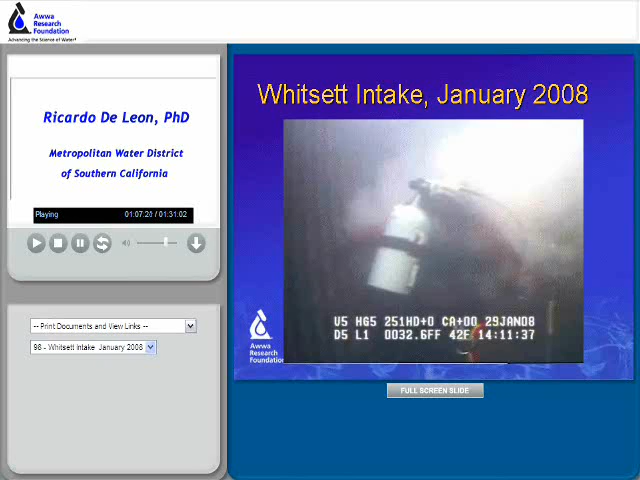 Awwa
Research
Foundation
Advancing the Science of Water®
Ricardo De Leon, PhD
Metropolitan Water District
of Southern California
Playing 01:07.20 / 01:31:02
-- Print Documents and View Links --
98 - Whitsett Intake January 2008
Whitsett Intake, January 2008
V5 HG5 251HD+0 CA+00 29JAN08
D5 L1 0032.6FF 42F 14:11:37
Awwa
Research
Foundation
FULL SCREEN SLIDE